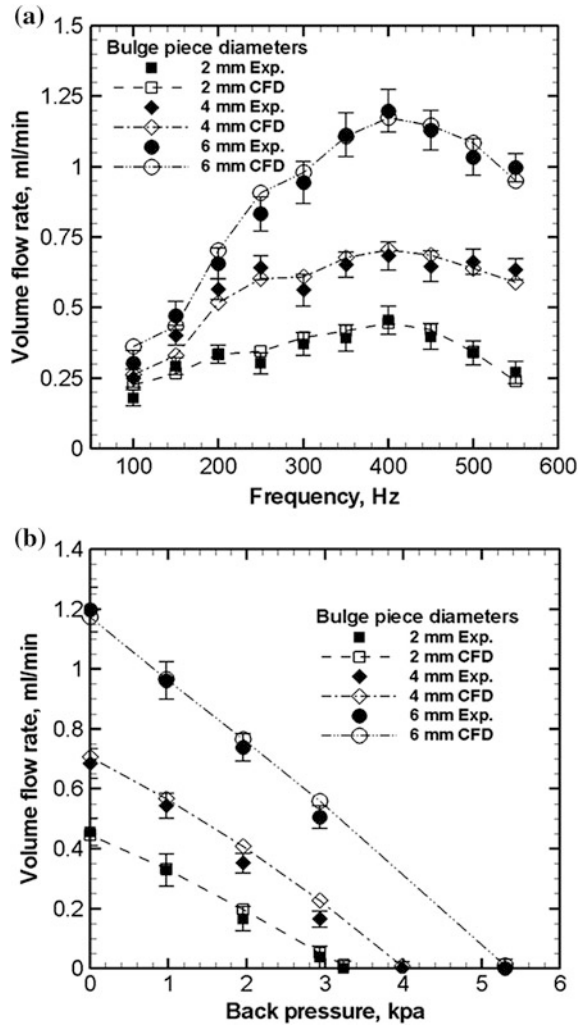 (a)
1.5
1.25
1
0.75
0.5
0.25
0
Volume flow rate, ml/min
Bulge piece diameters
2 mm Exp.
2 mm CFD
4 mm Exp.
4 mm CFD
6 mm Exp.
6 mm CFD
100 200 300 400 500 600
Frequency, Hz
(b)
1.4
1.2
1
0.8
0.6
0.4
0.2
0
Volume flow rate, ml/min
Bulge piece diameters
2 mm Exp.
2 mm CFD
4 mm Exp.
4 mm CFD
6 mm Exp.
6 mm CFD
0 1 2 3 4 5 6
Back pressure, kpa